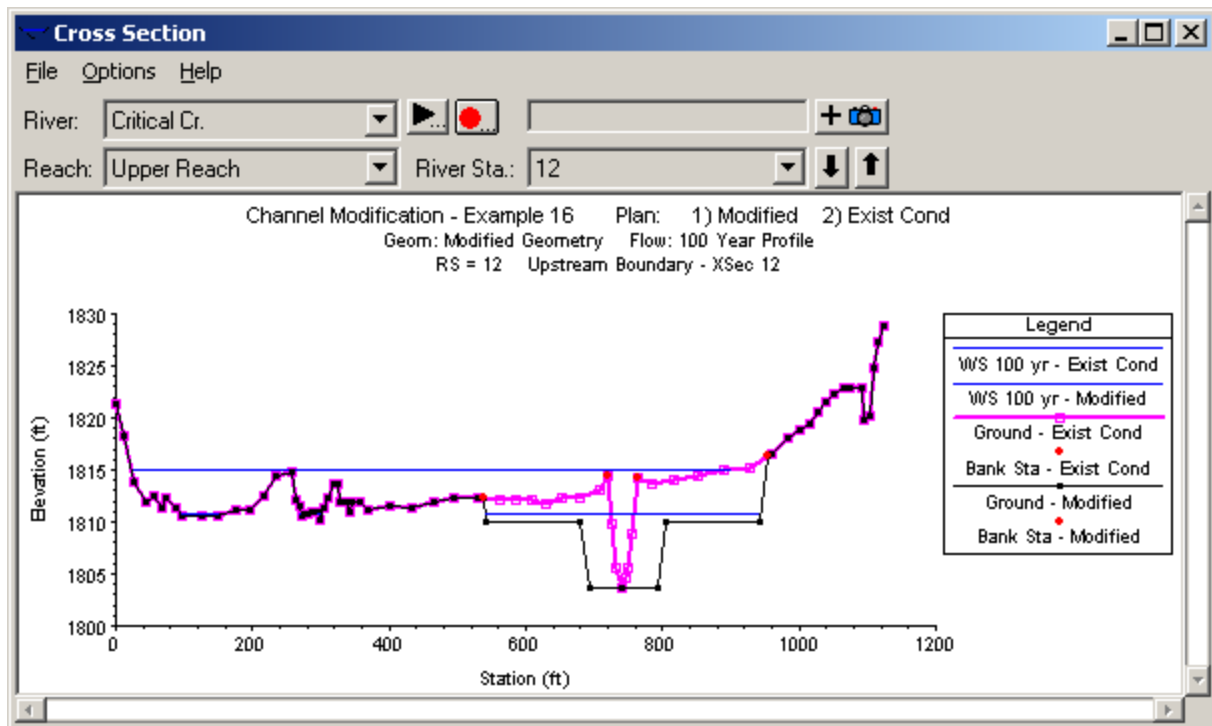 Cross Section
File Options Help
River: Critical Cr.
Reach: Upper Reach River Sta.: 12
Channel Modification - Example 16 Plan: 1) Modified 2) Exist Cond
Geom: Modified Geometry Flow: 100 Year Profile
RS = 12 Upstream Boundary - XSec 12
1830
1825
1820
1815
1810
1805
1800
Elevation (ft)
0 200 400 600 800 1000 1200
Station (ft)
Legend
WS 100 yr - Exist Cond
WS 100 yr - Modified
Ground - Exist Cond
Bank Sta - Exist Cond
Ground - Modified
Bank Sta - Modified